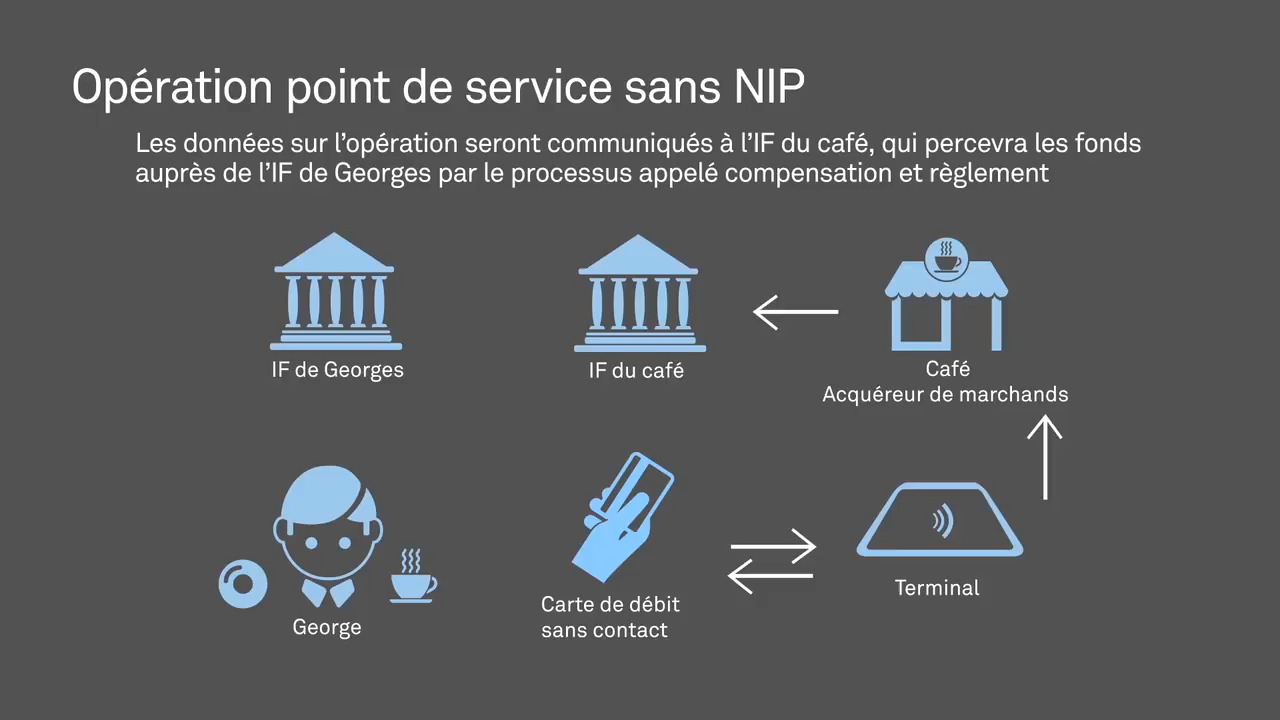 Opération point de service sans NIP
Les données sur l’opération seront communiqués à l’IF du café, qui percevra les fonds
auprès de l’IF de Georges par le processus appelé compensation et règlement
IF de Georges
IF du café
Café
Acquéreur de marchands
George
Carte de débit
sans contact
Terminal